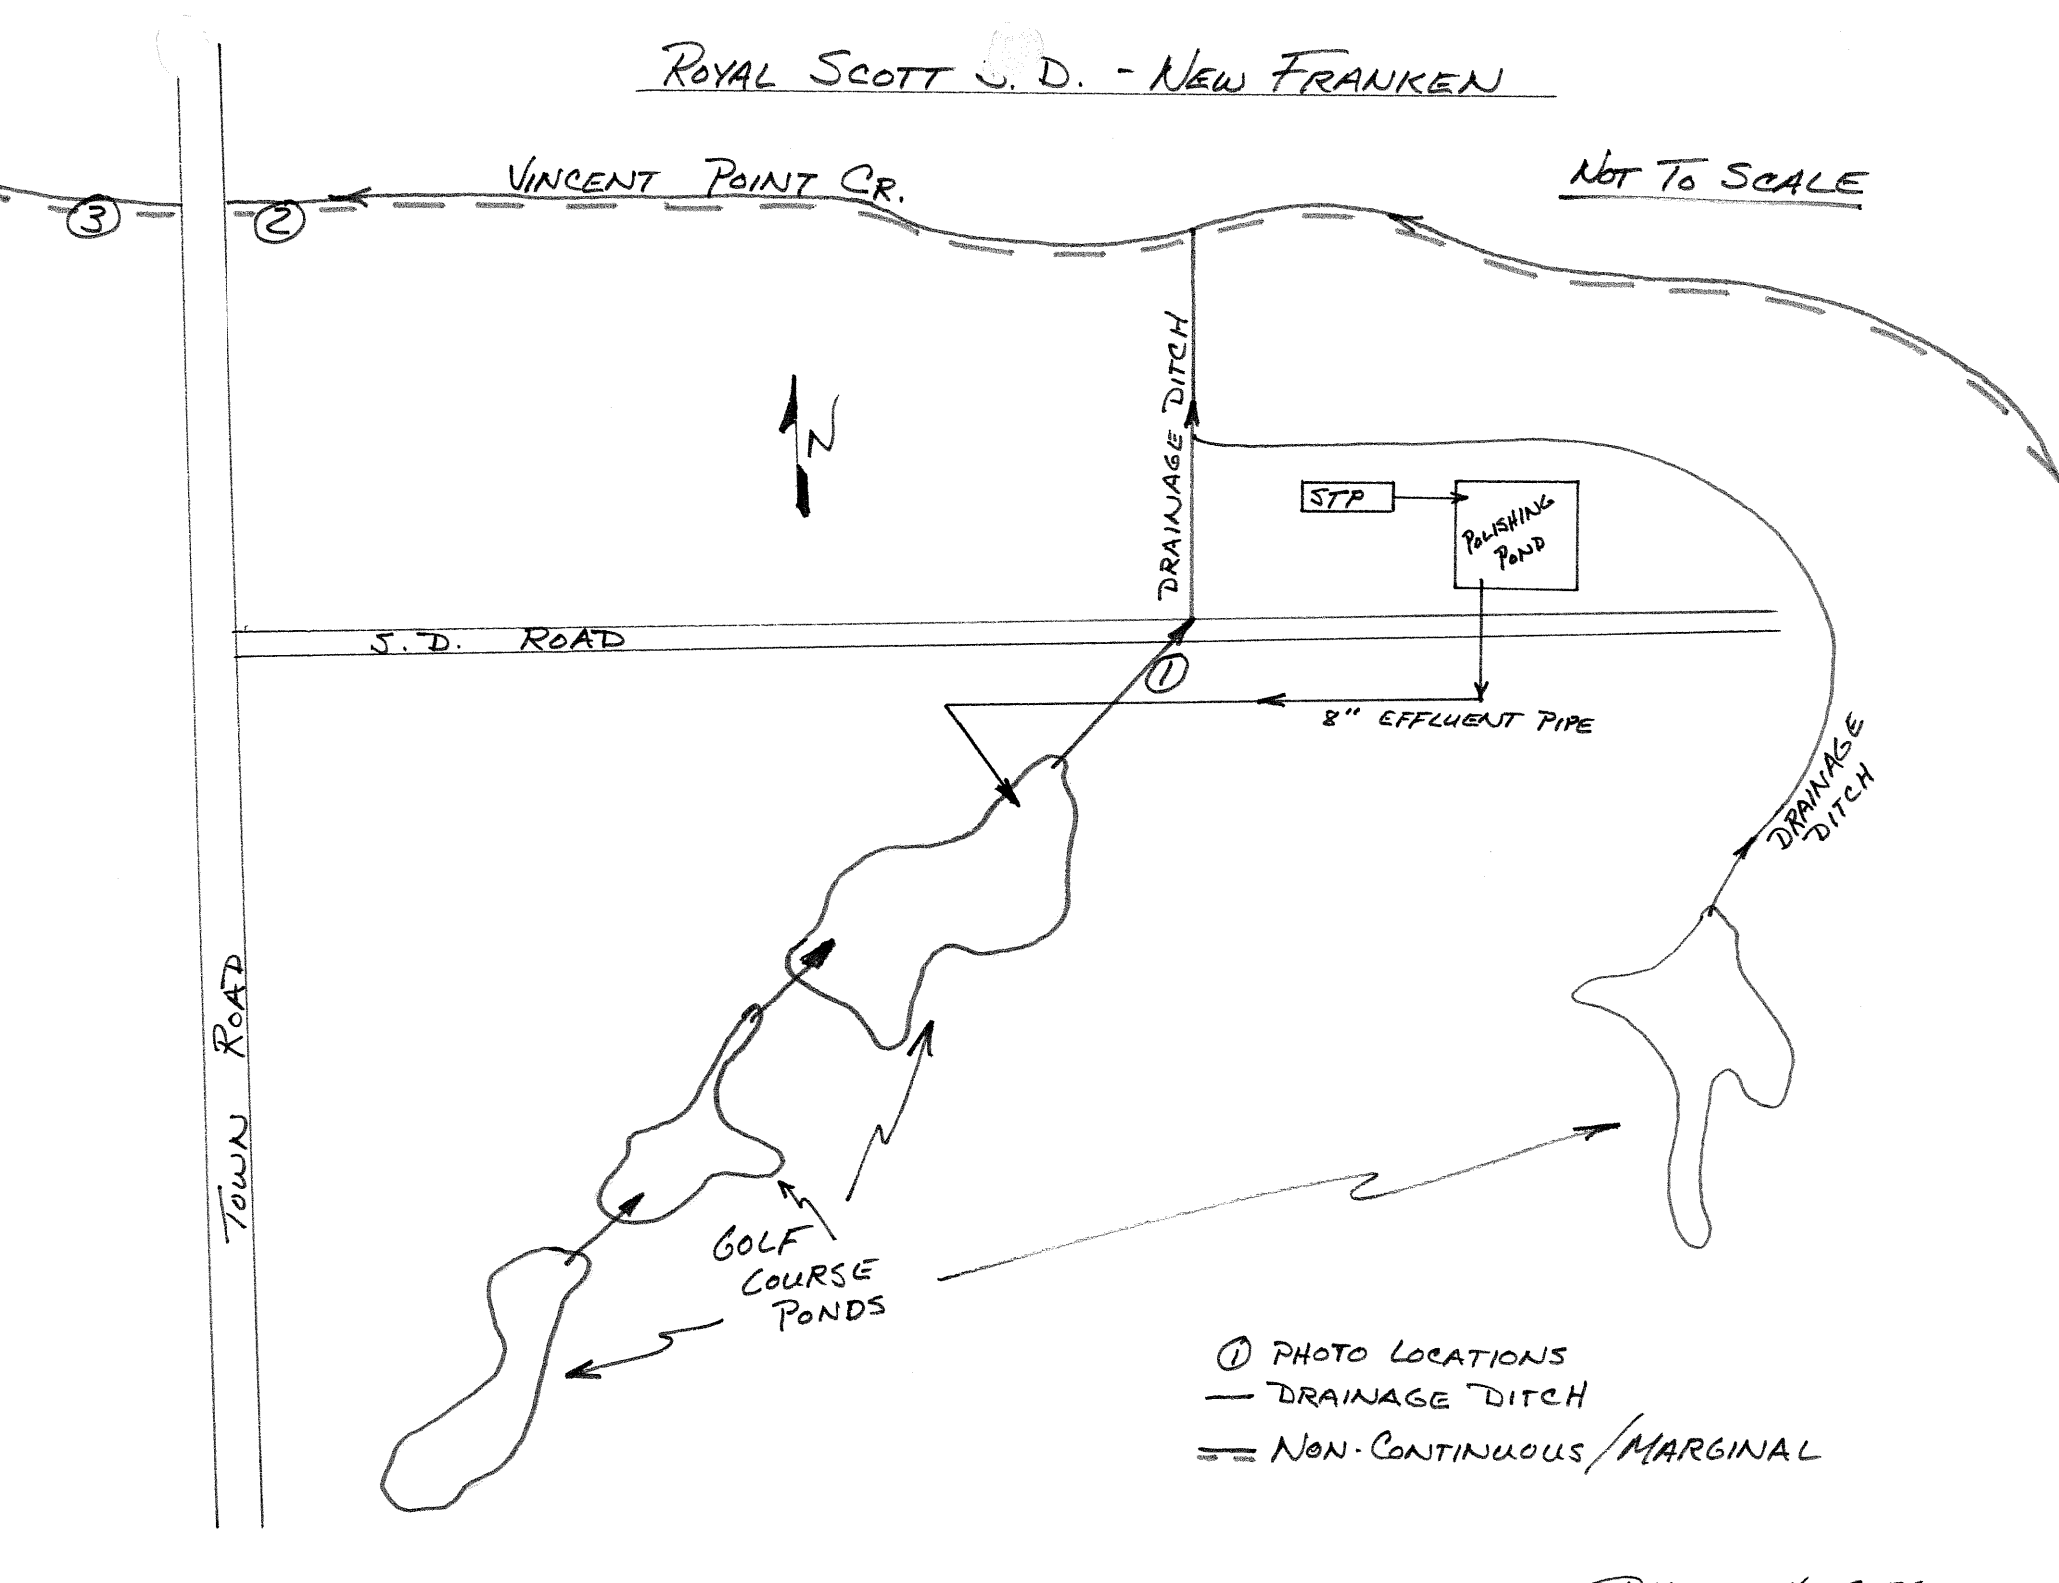 ROYAL SCOTT S. D. - NEW FRANKEN
NOT TO SCALE
VINCENT POINT CR.
3
2
N
DRAINAGE DITCH
STP
POLISHING
POND
S. D. ROAD
1
8" EFFLUENT PIPE
DRAINAGE
DITCH
TOWN ROAD
GOLF
COURSE
PONDS
1 PHOTO LOCATIONS
DRAINAGE DITCH
NON-CONTINUOUS/MARGINAL